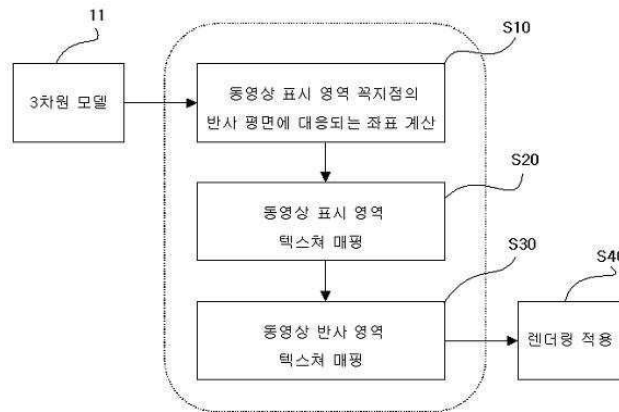 11
3차원 모델
S10
동영상 표시 영역 꼭지점의
반사 평면에 대응되는 좌표 계산
S20
동영상 표시 영역
텍스쳐 매핑
S30
동영상 반사 영역
텍스쳐 매핑
S40
렌더링 적용